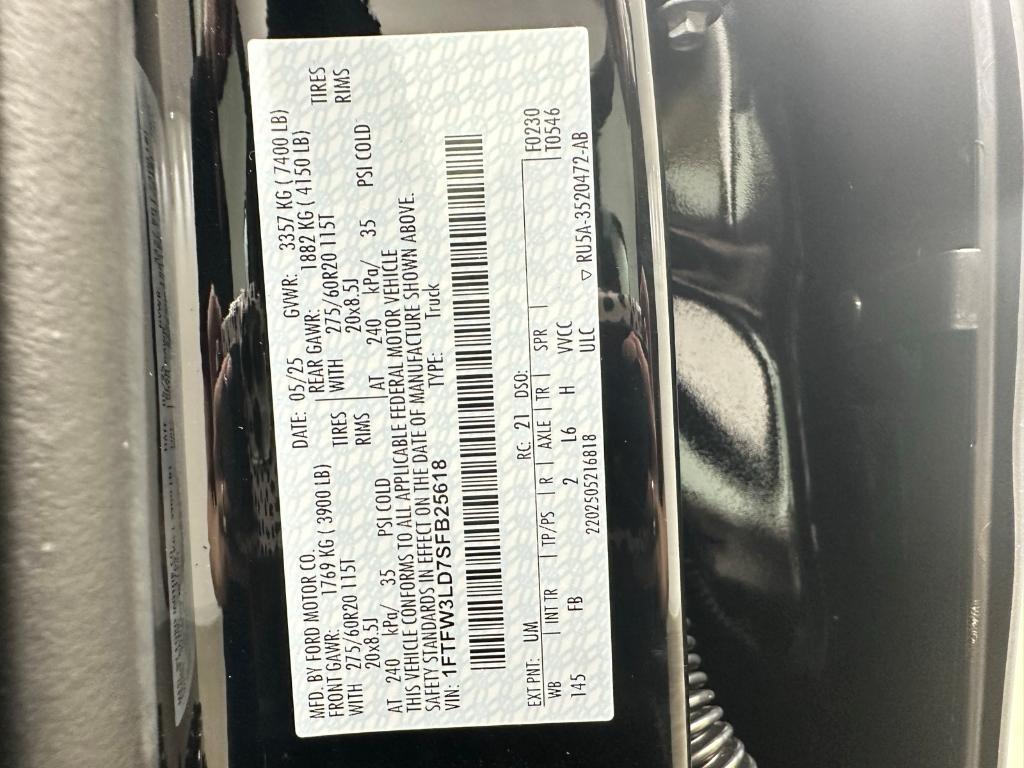 MFD. BY FORD MOTOR CO.
DATE: 05/25 GVWR: 3357 KG ( 7400 LB)
FRONT GAWR: 1769 KG ( 3900 LB) REAR GAWR: 1882 KG ( 4150 LB)
WITH 275/60R20 115T TIRES WITH 275/60R20 115T TIRES
20x8.5J RIMS 20x8.5J RIMS
AT 240 kPa/ 35 PSI COLD AT 240 kPa/ 35 PSI COLD
THIS VEHICLE CONFORMS TO ALL APPLICABLE FEDERAL MOTOR VEHICLE
SAFETY STANDARDS IN EFFECT ON THE DATE OF MANUFACTURE SHOWN ABOVE.
VIN: 1FTFW3LD7SFB25618 TYPE: Truck
EXT PNT: UM RC: 21 DSO: F0230
WB INT TR TP/PS R AXLE TR SPR T0546
145 FB 2 L6 H VVCC
2202505216818 ULC ▽ RU5A-3520472-AB